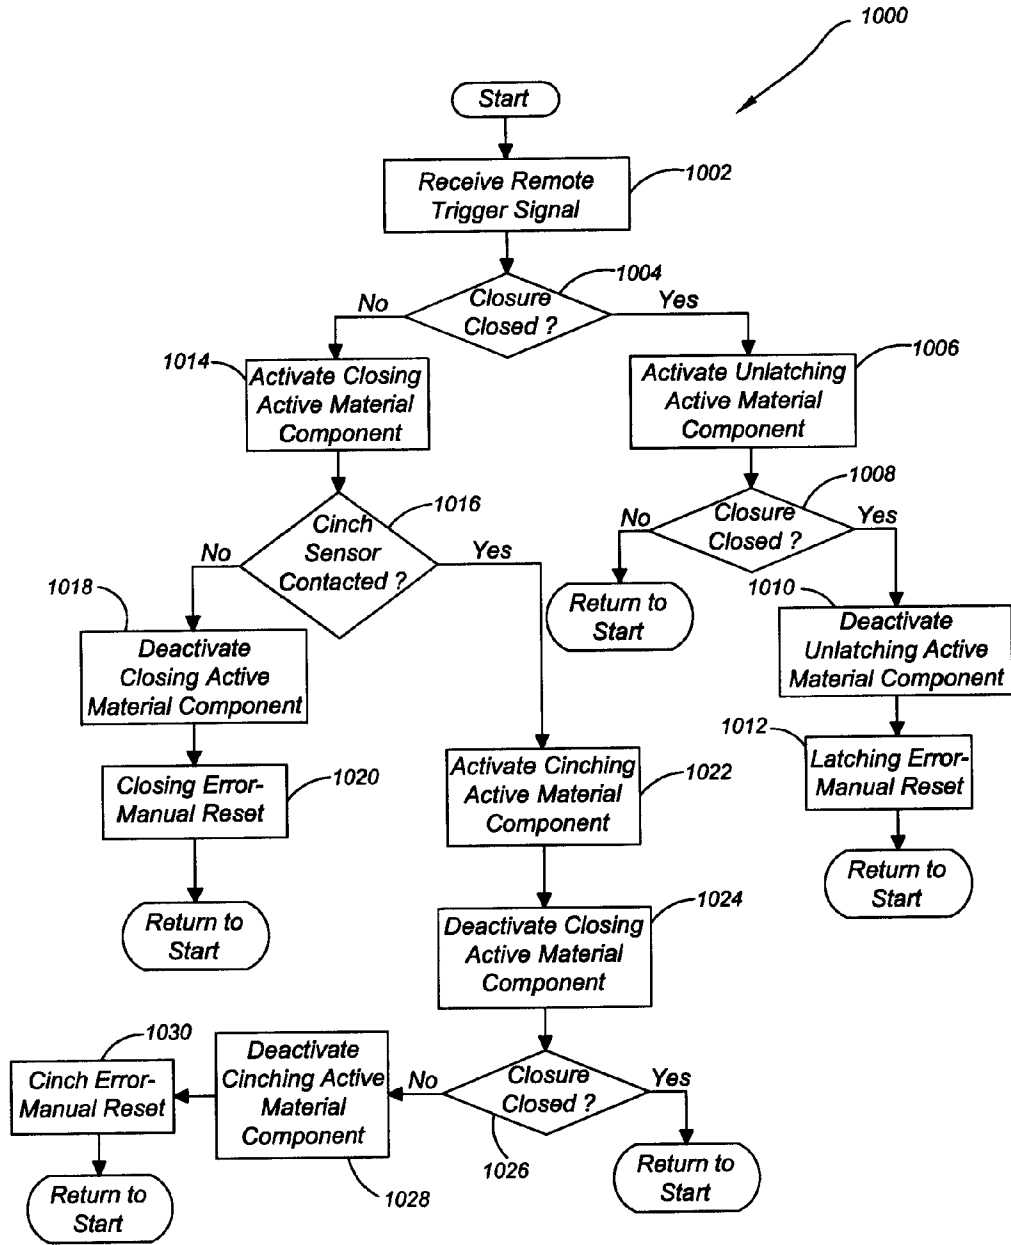 1000
Start
Receive Remote
Trigger Signal
1002
Closure
Closed ?
1004
No
Yes
1014
Activate Closing
Active Material
Component
Activate Unlatching
Active Material
Component
1006
Cinch
Sensor
Contacted ?
1016
No
Yes
Closure
Closed ?
1008
No
Yes
Return to
Start
1010
Deactivate
Unlatching Active
Material Component
1018
Deactivate
Closing Active
Material Component
1012
Latching Error-
Manual Reset
Closing Error-
Manual Reset
1020
Activate Cinching
Active Material
Component
1022
Return to
Start
Return to
Start
Deactivate Closing
Active Material
Component
1024
1030
Cinch Error-
Manual Reset
Deactivate
Cinching Active
Material
Component
1028
No
Closure
Closed ?
Yes
1026
Return to
Start
Return to
Start